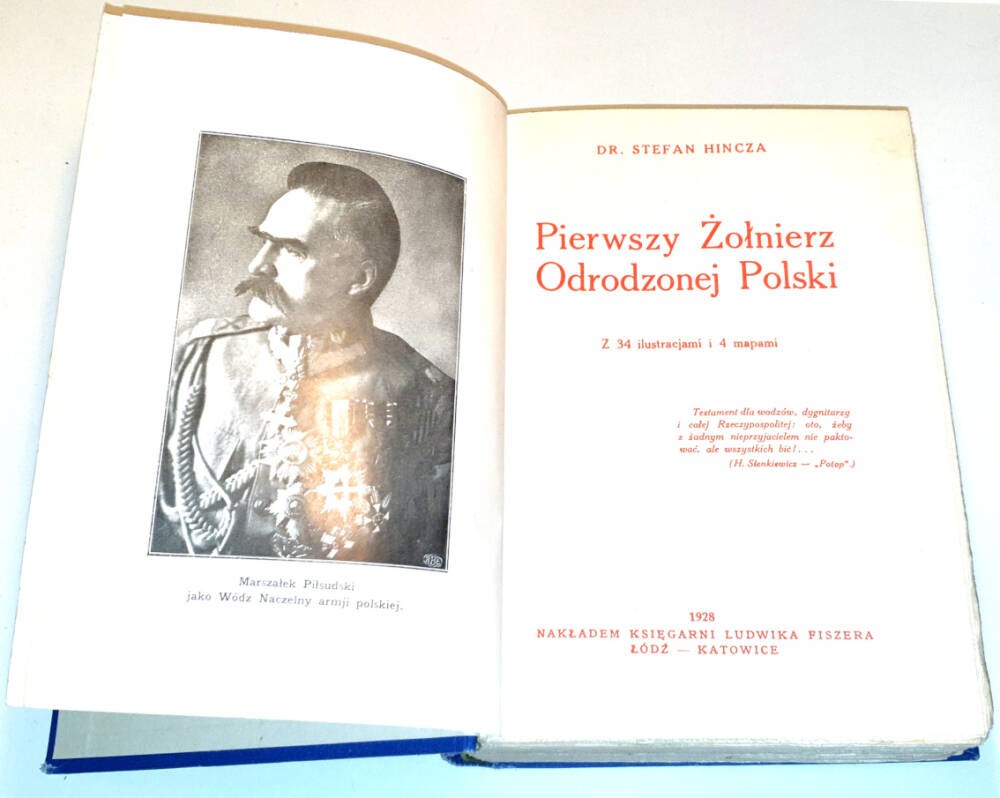 Marszałek Piłsudski
jako Wódz Naczelny armji polskiej.
DR. STEFAN HINCZA
Pierwszy Żołnierz
Odrodzonej Polski
Z 34 ilustracjami i 4 mapami
Testament dla wodzów, dygnitarzy
i całej Rzeczypospolitej: oto, żeby
z żadnym nieprzyjacielem nie pakto-
wać, ale wszystkich bić!...
(H. Sienkiewicz — „Potop“.)
1928
NAKŁADEM KSIĘGARNI LUDWIKA FISZERA
ŁÓDŹ — KATOWICE